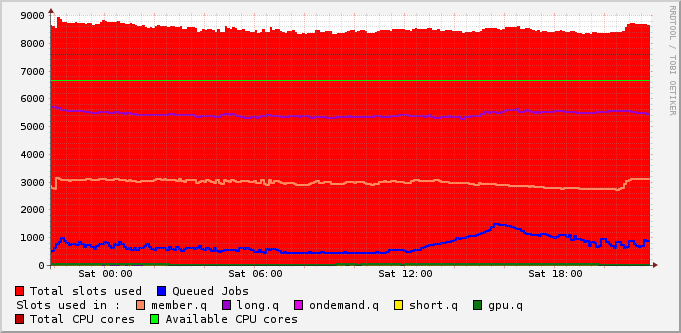 RRDTOOL / TOBI OETIKER
9000
8000
7000
6000
5000
4000
3000
2000
1000
0
Sat 00:00 Sat 06:00 Sat 12:00 Sat 18:00
Total slots used Queued Jobs
Slots used in : member.q long.q ondemand.q short.q gpu.q
Total CPU cores Available CPU cores